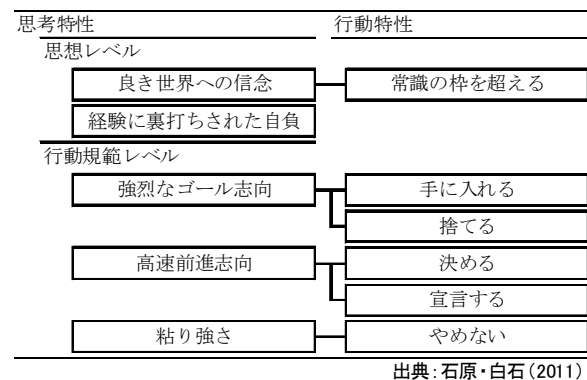 思考特性 行動特性
思想レベル
良き世界への信念 常識の枠を超える
経験に裏打ちされた自負
行動規範レベル
強烈なゴール志向 手に入れる
捨てる
高速前進志向 決める
宣言する
粘り強さ やめない
出典：石原・白石（2011）